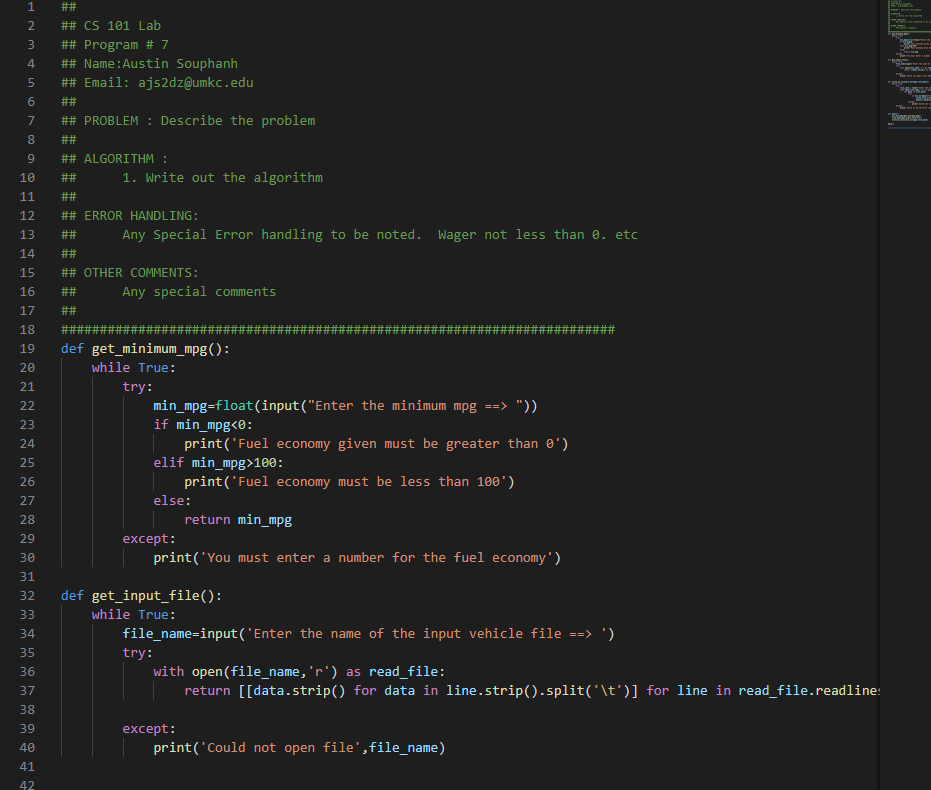 1 ##
2 ## CS 101 Lab
3 ## Program # 7
4 ## Name:Austin Souphanh
5 ## Email: ajs2dz@umkc.edu
6 ##
7 ## PROBLEM : Describe the problem
8 ##
9 ## ALGORITHM :
10 ##      1. Write out the algorithm
11 ##
12 ## ERROR HANDLING:
13 ##      Any Special Error handling to be noted.  Wager not less than 0. etc
14 ##
15 ## OTHER COMMENTS:
16 ##      Any special comments
17 ##
18 ########################################################################
19 def get_minimum_mpg():
20     while True:
21         try:
22             min_mpg=float(input("Enter the minimum mpg ==> "))
23             if min_mpg<0:
24                 print('Fuel economy given must be greater than 0')
25             elif min_mpg>100:
26                 print('Fuel economy must be less than 100')
27             else:
28                 return min_mpg
29         except:
30             print('You must enter a number for the fuel economy')
31
32 def get_input_file():
33     while True:
34         file_name=input('Enter the name of the input vehicle file ==> ')
35         try:
36             with open(file_name,'r') as read_file:
37                 return [[data.strip() for data in line.strip().split('\t')] for line in read_file.readlines
38
39         except:
40             print('Could not open file',file_name)
41
42